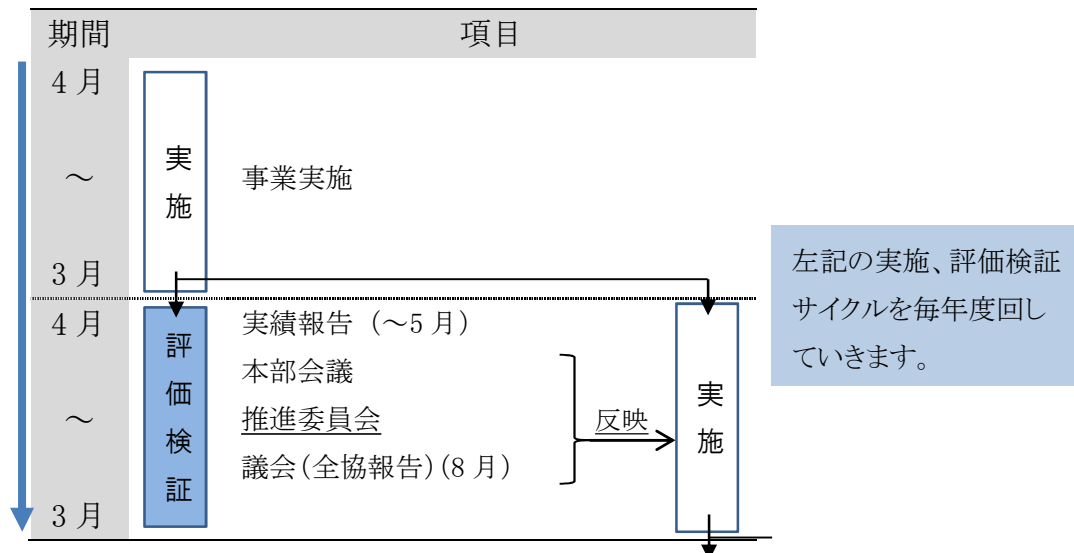 期間 項目
4月
～
3月
実施
事業実施
4月
～
3月
評価検証
実績報告（～5月）
本部会議
推進委員会
議会（全協報告）（8月）
反映
実施
左記の実施、評価検証
サイクルを毎年度回し
ていきます。